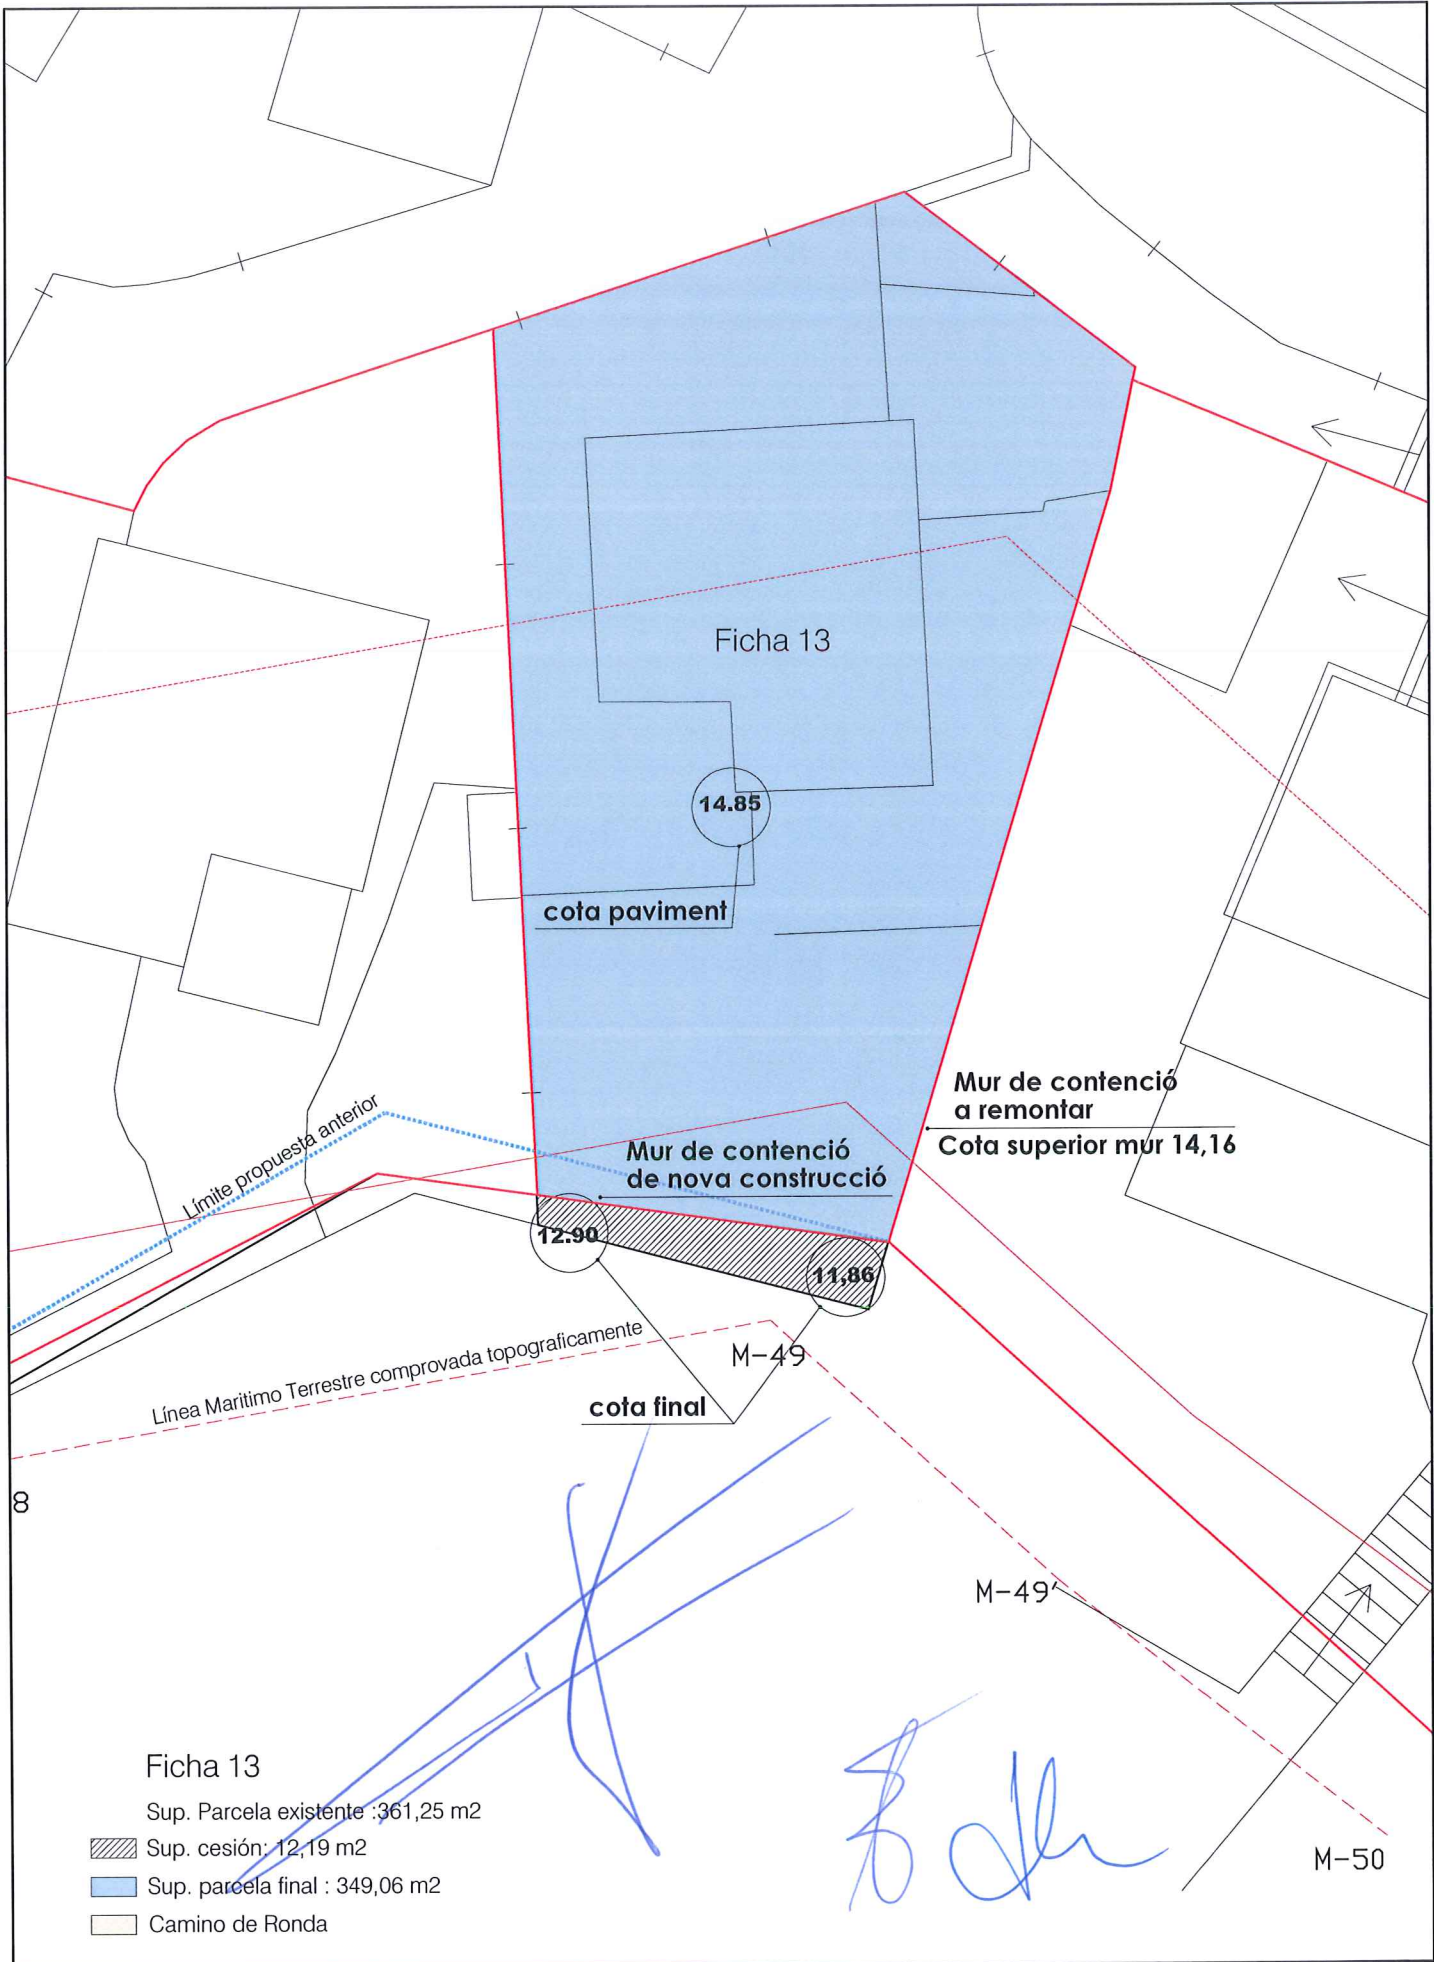 Ficha 13
14.85
cota paviment
Mur de contenció
a remontar
Cota superior mur 14,16
Límite propuesta anterior
Mur de contenció
de nova construcció
12.90
11,86
Línea Maritimo Terrestre comprovada topograficamente
M-49
cota final
8
M-49'
Ficha 13
Sup. Parcela existente :361,25 m2
Sup. cesión: 12,19 m2
Sup. parcela final : 349,06 m2
Camino de Ronda
M-50